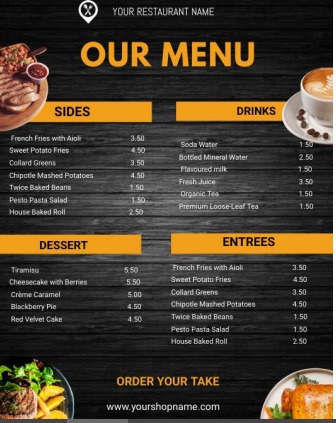 YOUR RESTAURANT NAME
OUR MENU
SIDES
French Fries with Aioli 3.50
Sweet Potato Fries 4.50
Collard Greens 3.50
Chipotle Mashed Potatoes 4.50
Twice Baked Beans 1.50
Pesto Pasta Salad 1.50
House Baked Roll 2.50
DRINKS
Soda Water 1.50
Bottled Mineral Water 2.50
Flavoured milk 1.50
Fresh Juice 3.50
Organic Tea 1.50
Premium Loose-Leaf Tea 1.50
DESSERT
Tiramisu 5.50
Cheesecake with Berries 5.50
Crème Caramel 5.00
Blackberry Pie 4.50
Red Velvet Cake 4.50
ENTREES
French Fries with Aioli 3.50
Sweet Potato Fries 4.50
Collard Greens 3.50
Chipotle Mashed Potatoes 4.50
Twice Baked Beans 1.50
Pesto Pasta Salad 1.50
House Baked Roll 2.50
ORDER YOUR TAKE
www.yourshopname.com